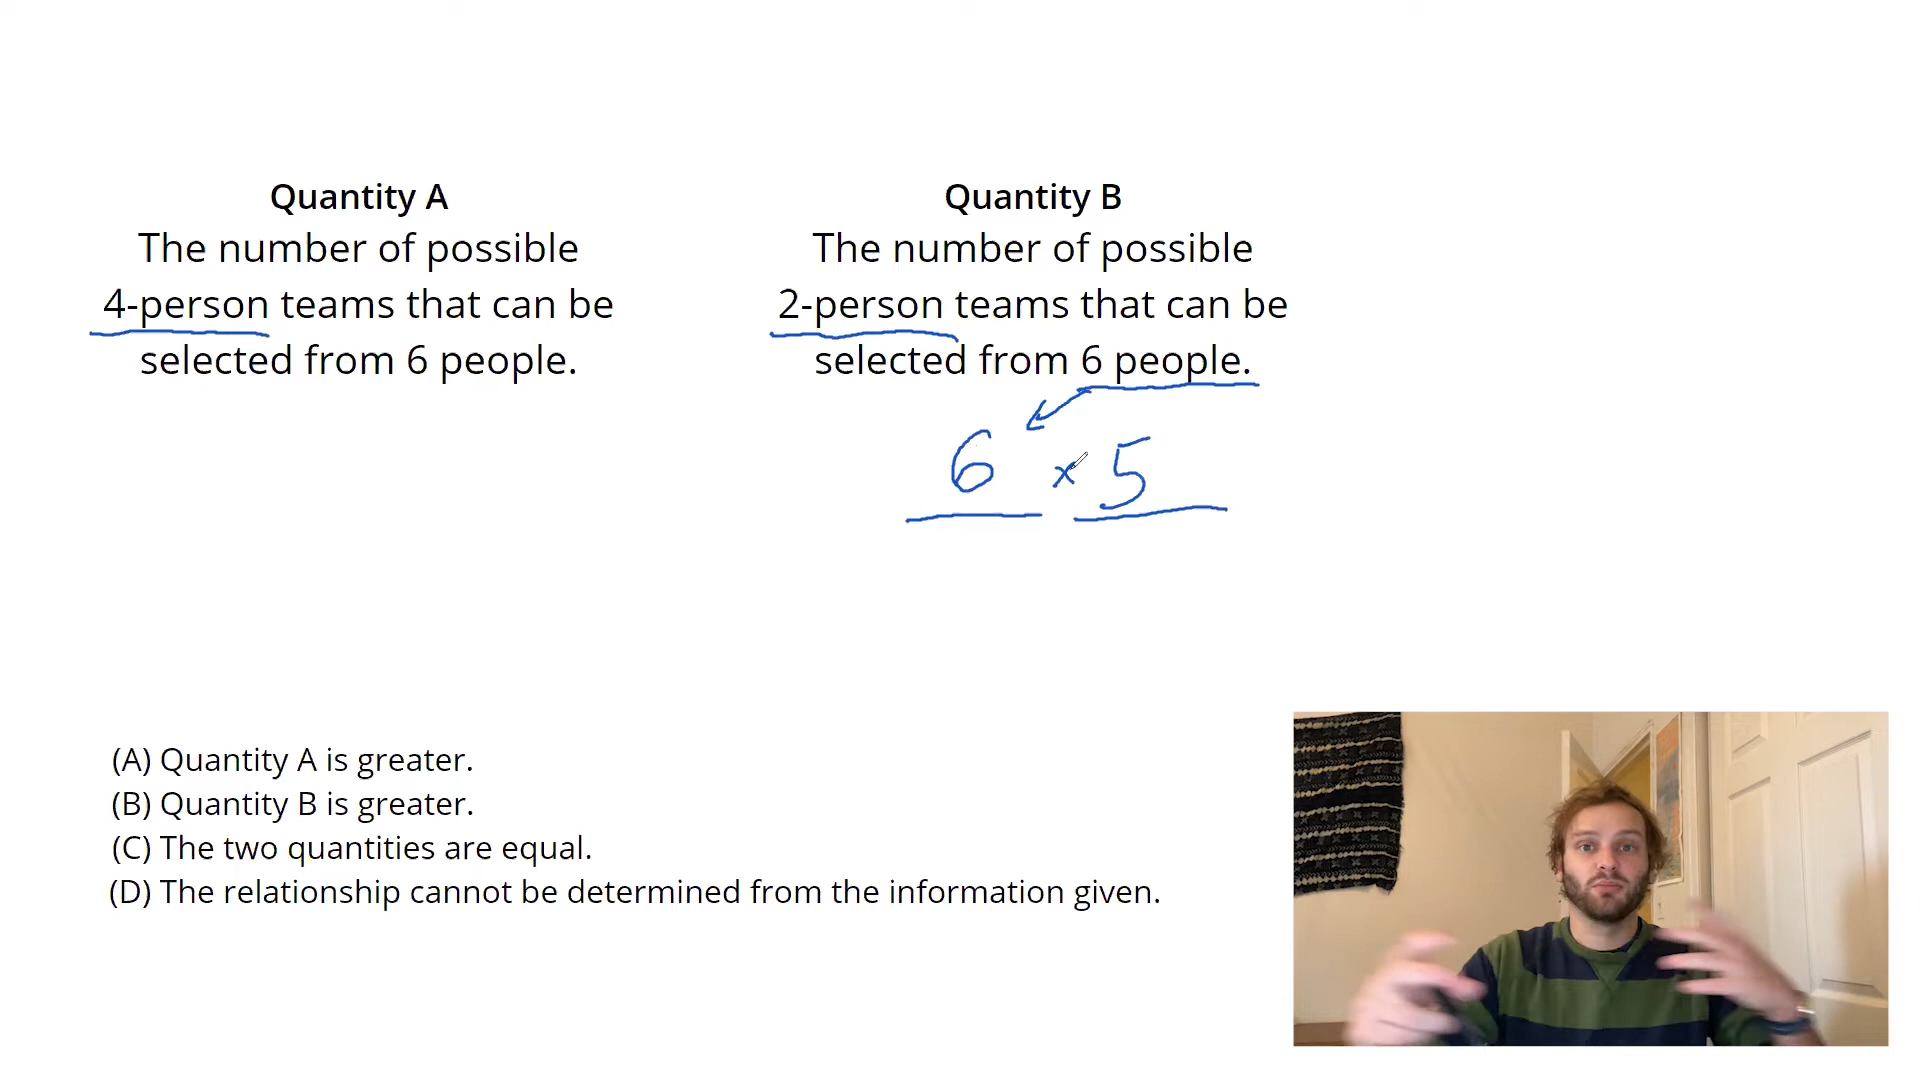 Quantity A
The number of possible
4-person teams that can be
selected from 6 people.
Quantity B
The number of possible
2-person teams that can be
selected from 6 people.
6 × 5
(A) Quantity A is greater.
(B) Quantity B is greater.
(C) The two quantities are equal.
(D) The relationship cannot be determined from the information given.